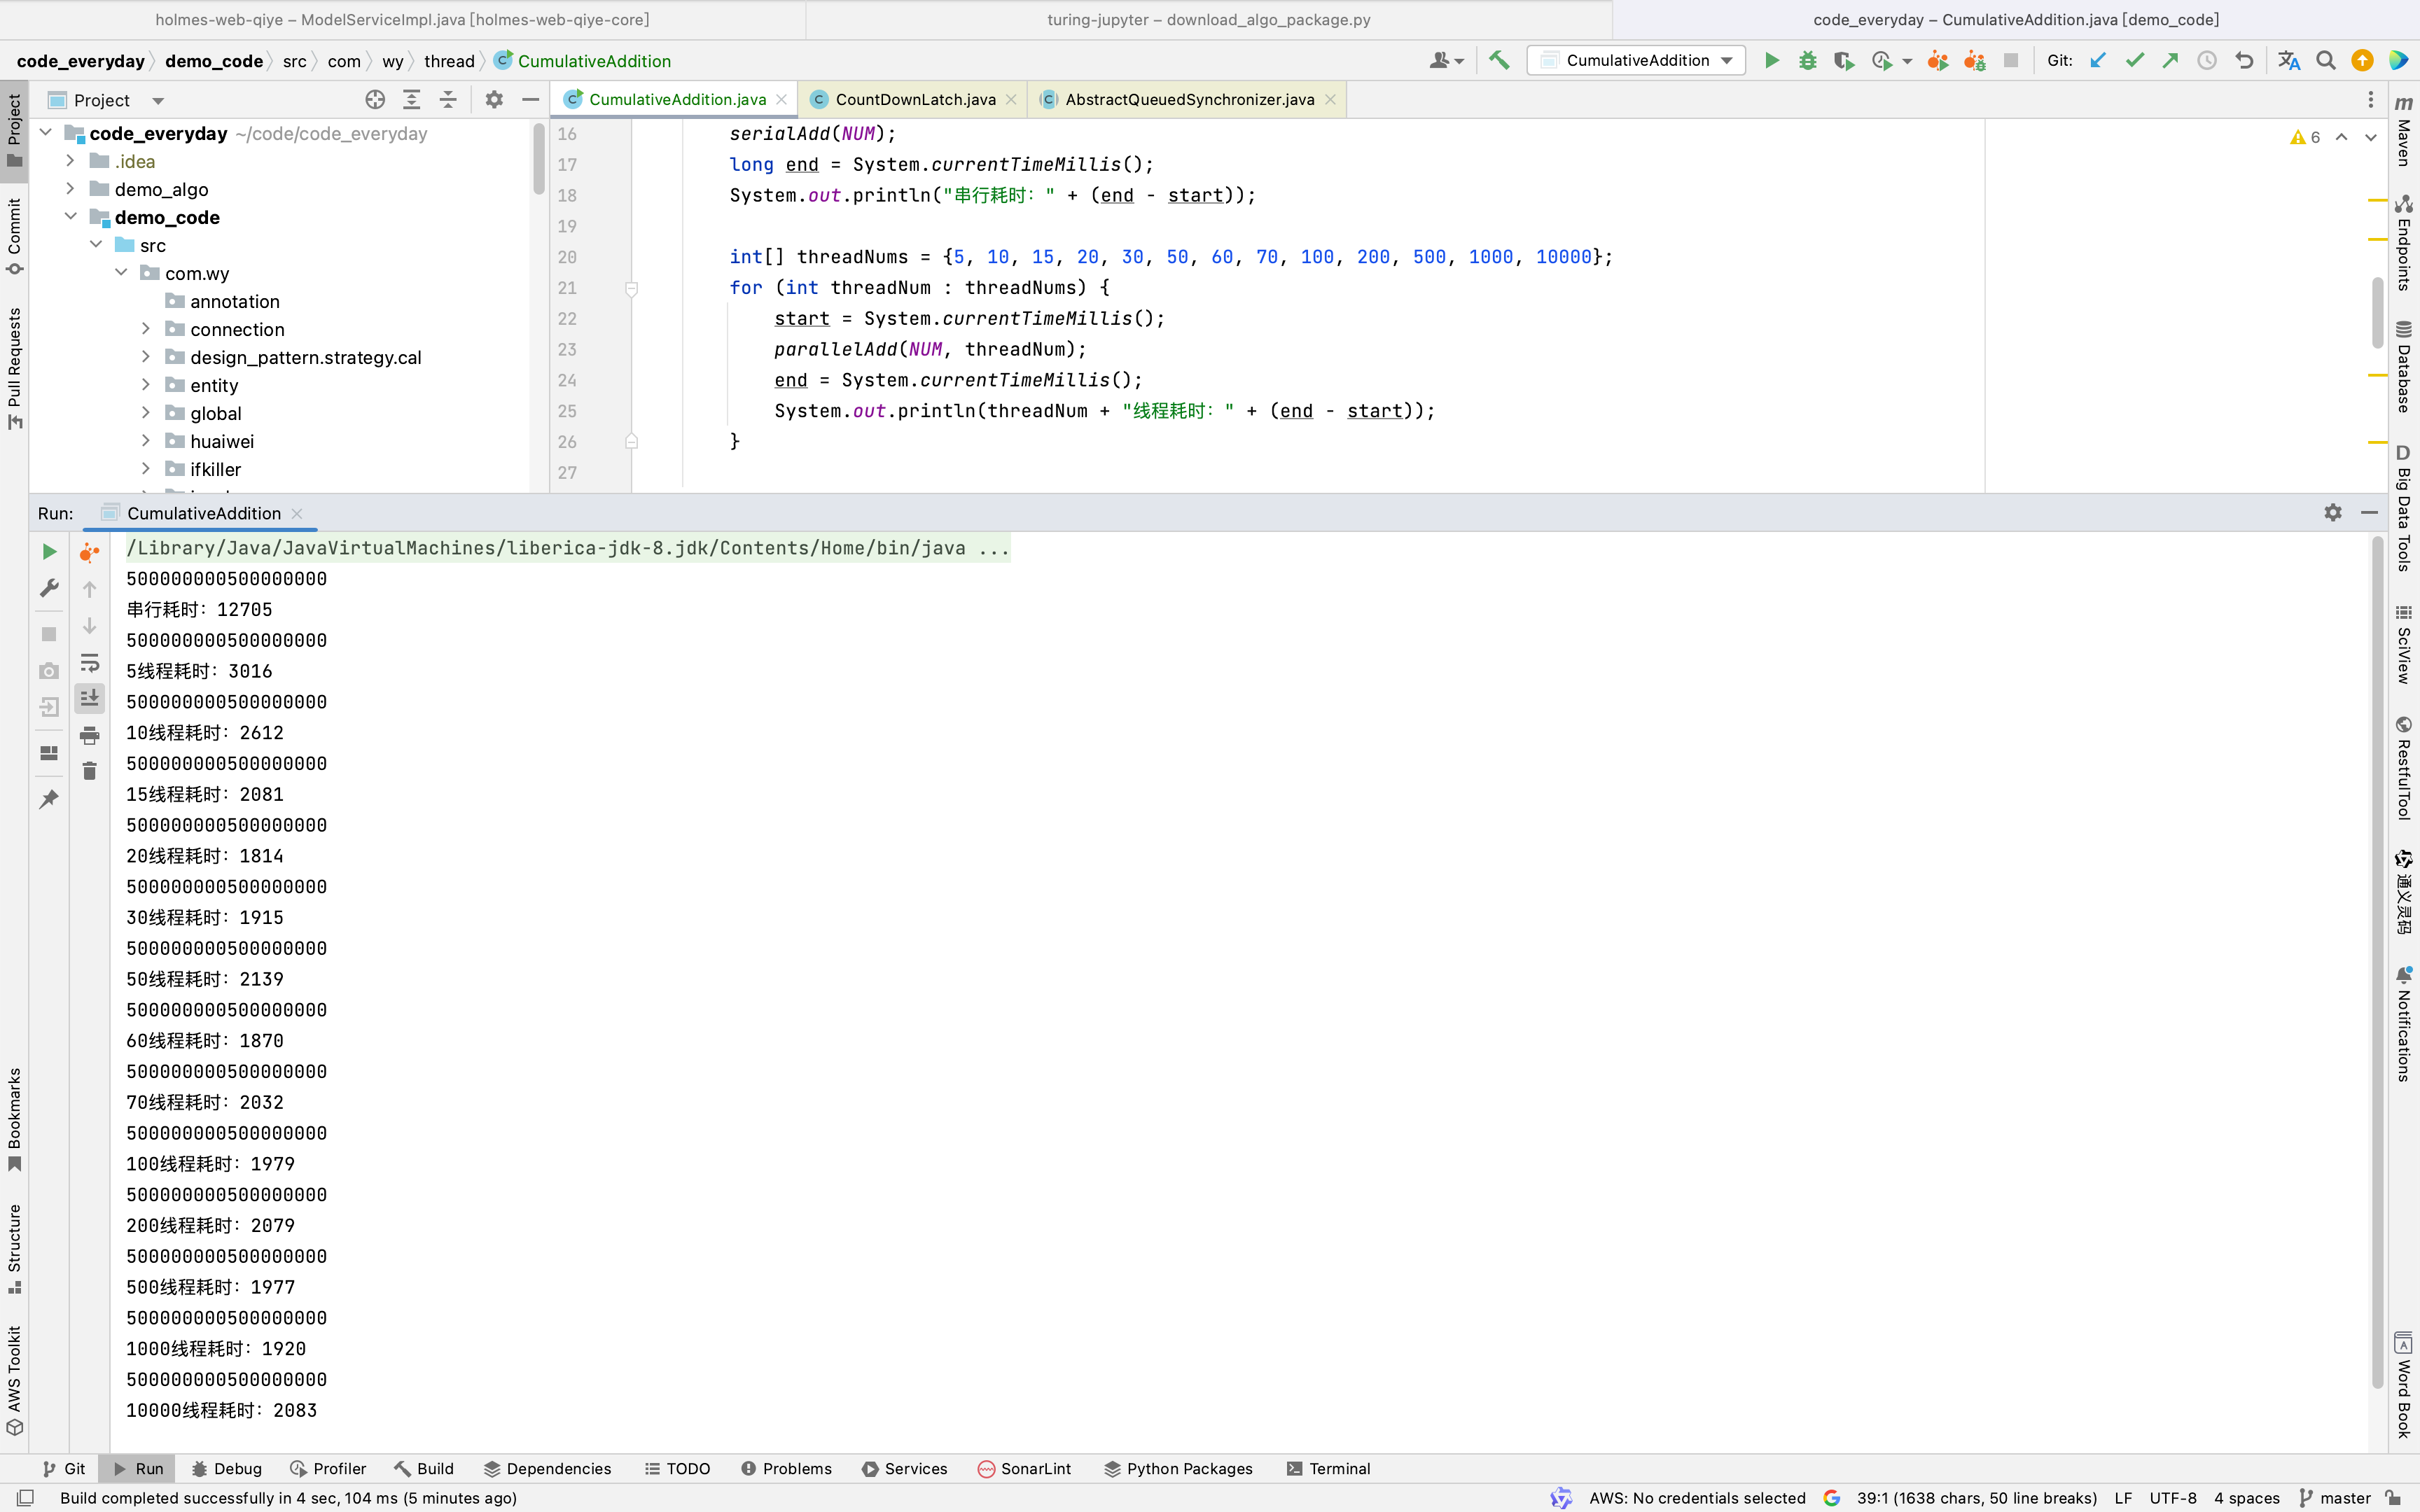 holmes-web-qiye – ModelServiceImpl.java [holmes-web-qiye-core]
turing-jupyter – download_algo_package.py
code_everyday – CumulativeAddition.java [demo_code]
code_everyday
demo_code
src
com
wy
thread
CumulativeAddition
CumulativeAddition
Git:
Project
CumulativeAddition.java
CountDownLatch.java
AbstractQueuedSynchronizer.java
Project
Commit
Pull Requests
code_everyday ~/code/code_everyday
.idea
demo_algo
demo_code
src
com.wy
annotation
connection
design_pattern.strategy.cal
entity
global
huaiwei
ifkiller
6
16 serialAdd(NUM);
17 long end = System.currentTimeMillis();
18 System.out.println("串行耗时：" + (end - start));
19
20 int[] threadNums = {5, 10, 15, 20, 30, 50, 60, 70, 100, 200, 500, 1000, 10000};
21 for (int threadNum : threadNums) {
22 start = System.currentTimeMillis();
23 parallelAdd(NUM, threadNum);
24 end = System.currentTimeMillis();
25 System.out.println(threadNum + "线程耗时：" + (end - start));
26 }
27
Run:
CumulativeAddition
/Library/Java/JavaVirtualMachines/liberica-jdk-8.jdk/Contents/Home/bin/java ...
500000000500000000
串行耗时：12705
500000000500000000
5线程耗时：3016
500000000500000000
10线程耗时：2612
500000000500000000
15线程耗时：2081
500000000500000000
20线程耗时：1814
500000000500000000
30线程耗时：1915
500000000500000000
50线程耗时：2139
500000000500000000
60线程耗时：1870
500000000500000000
70线程耗时：2032
500000000500000000
100线程耗时：1979
500000000500000000
200线程耗时：2079
500000000500000000
500线程耗时：1977
500000000500000000
1000线程耗时：1920
500000000500000000
10000线程耗时：2083
Bookmarks
Structure
AWS Toolkit
Maven
Endpoints
Database
Big Data Tools
SciView
RestfulTool
通义灵码
Notifications
Word Book
Git
Run
Debug
Profiler
Build
Dependencies
TODO
Problems
Services
SonarLint
Python Packages
Terminal
Build completed successfully in 4 sec, 104 ms (5 minutes ago)
AWS: No credentials selected
39:1 (1638 chars, 50 line breaks)
LF
UTF-8
4 spaces
master